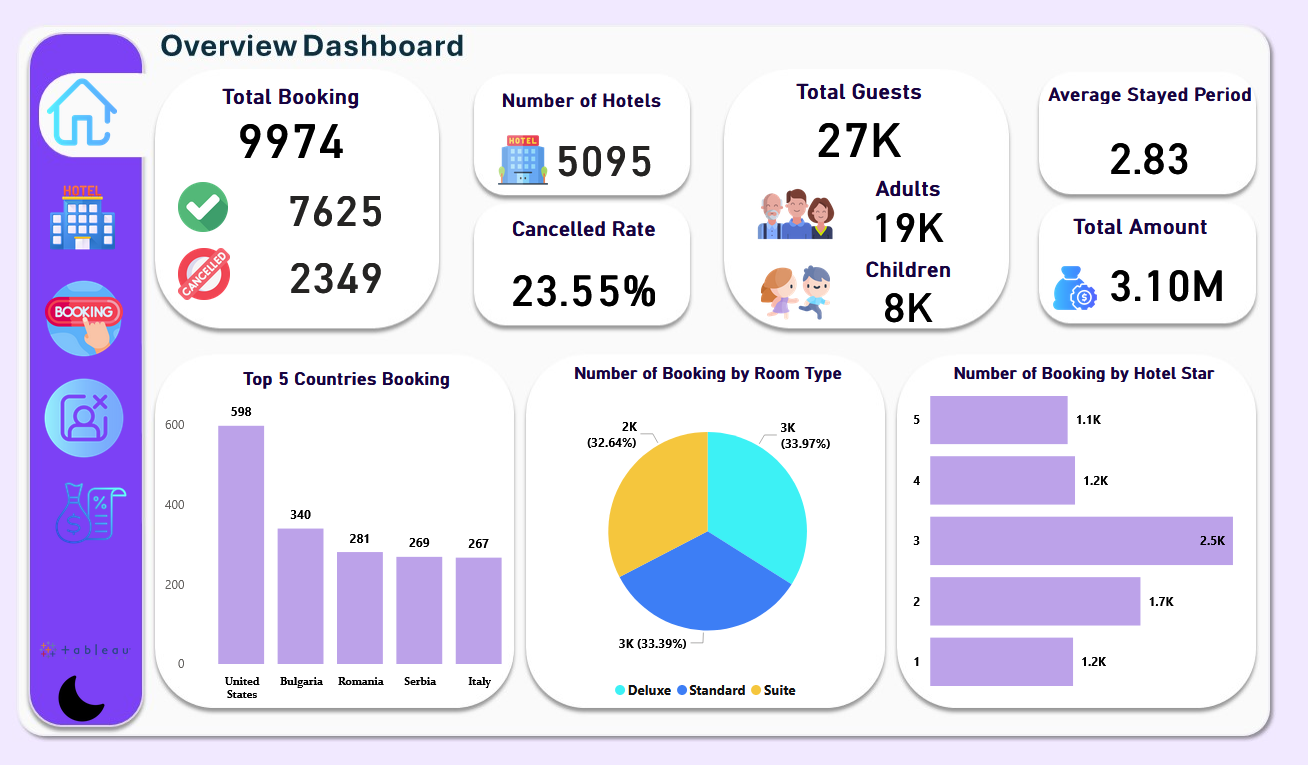 Overview Dashboard
Total Booking
9974
7625
CANCELLED
2349
Number of Hotels
HOTEL
5095
Cancelled Rate
23.55%
Total Guests
27K
Adults
19K
Children
8K
Average Stayed Period
2.83
Total Amount
3.10M
HOTEL
BOOKING
%
$
+ableau
Top 5 Countries Booking
600
400
200
0
598
340
281
269
267
United
States
Bulgaria
Romania
Serbia
Italy
Number of Booking by Room Type
2K
(32.64%)
3K
(33.97%)
3K (33.39%)
Deluxe
Standard
Suite
Number of Booking by Hotel Star
5
1.1K
4
1.2K
3
2.5K
2
1.7K
1
1.2K